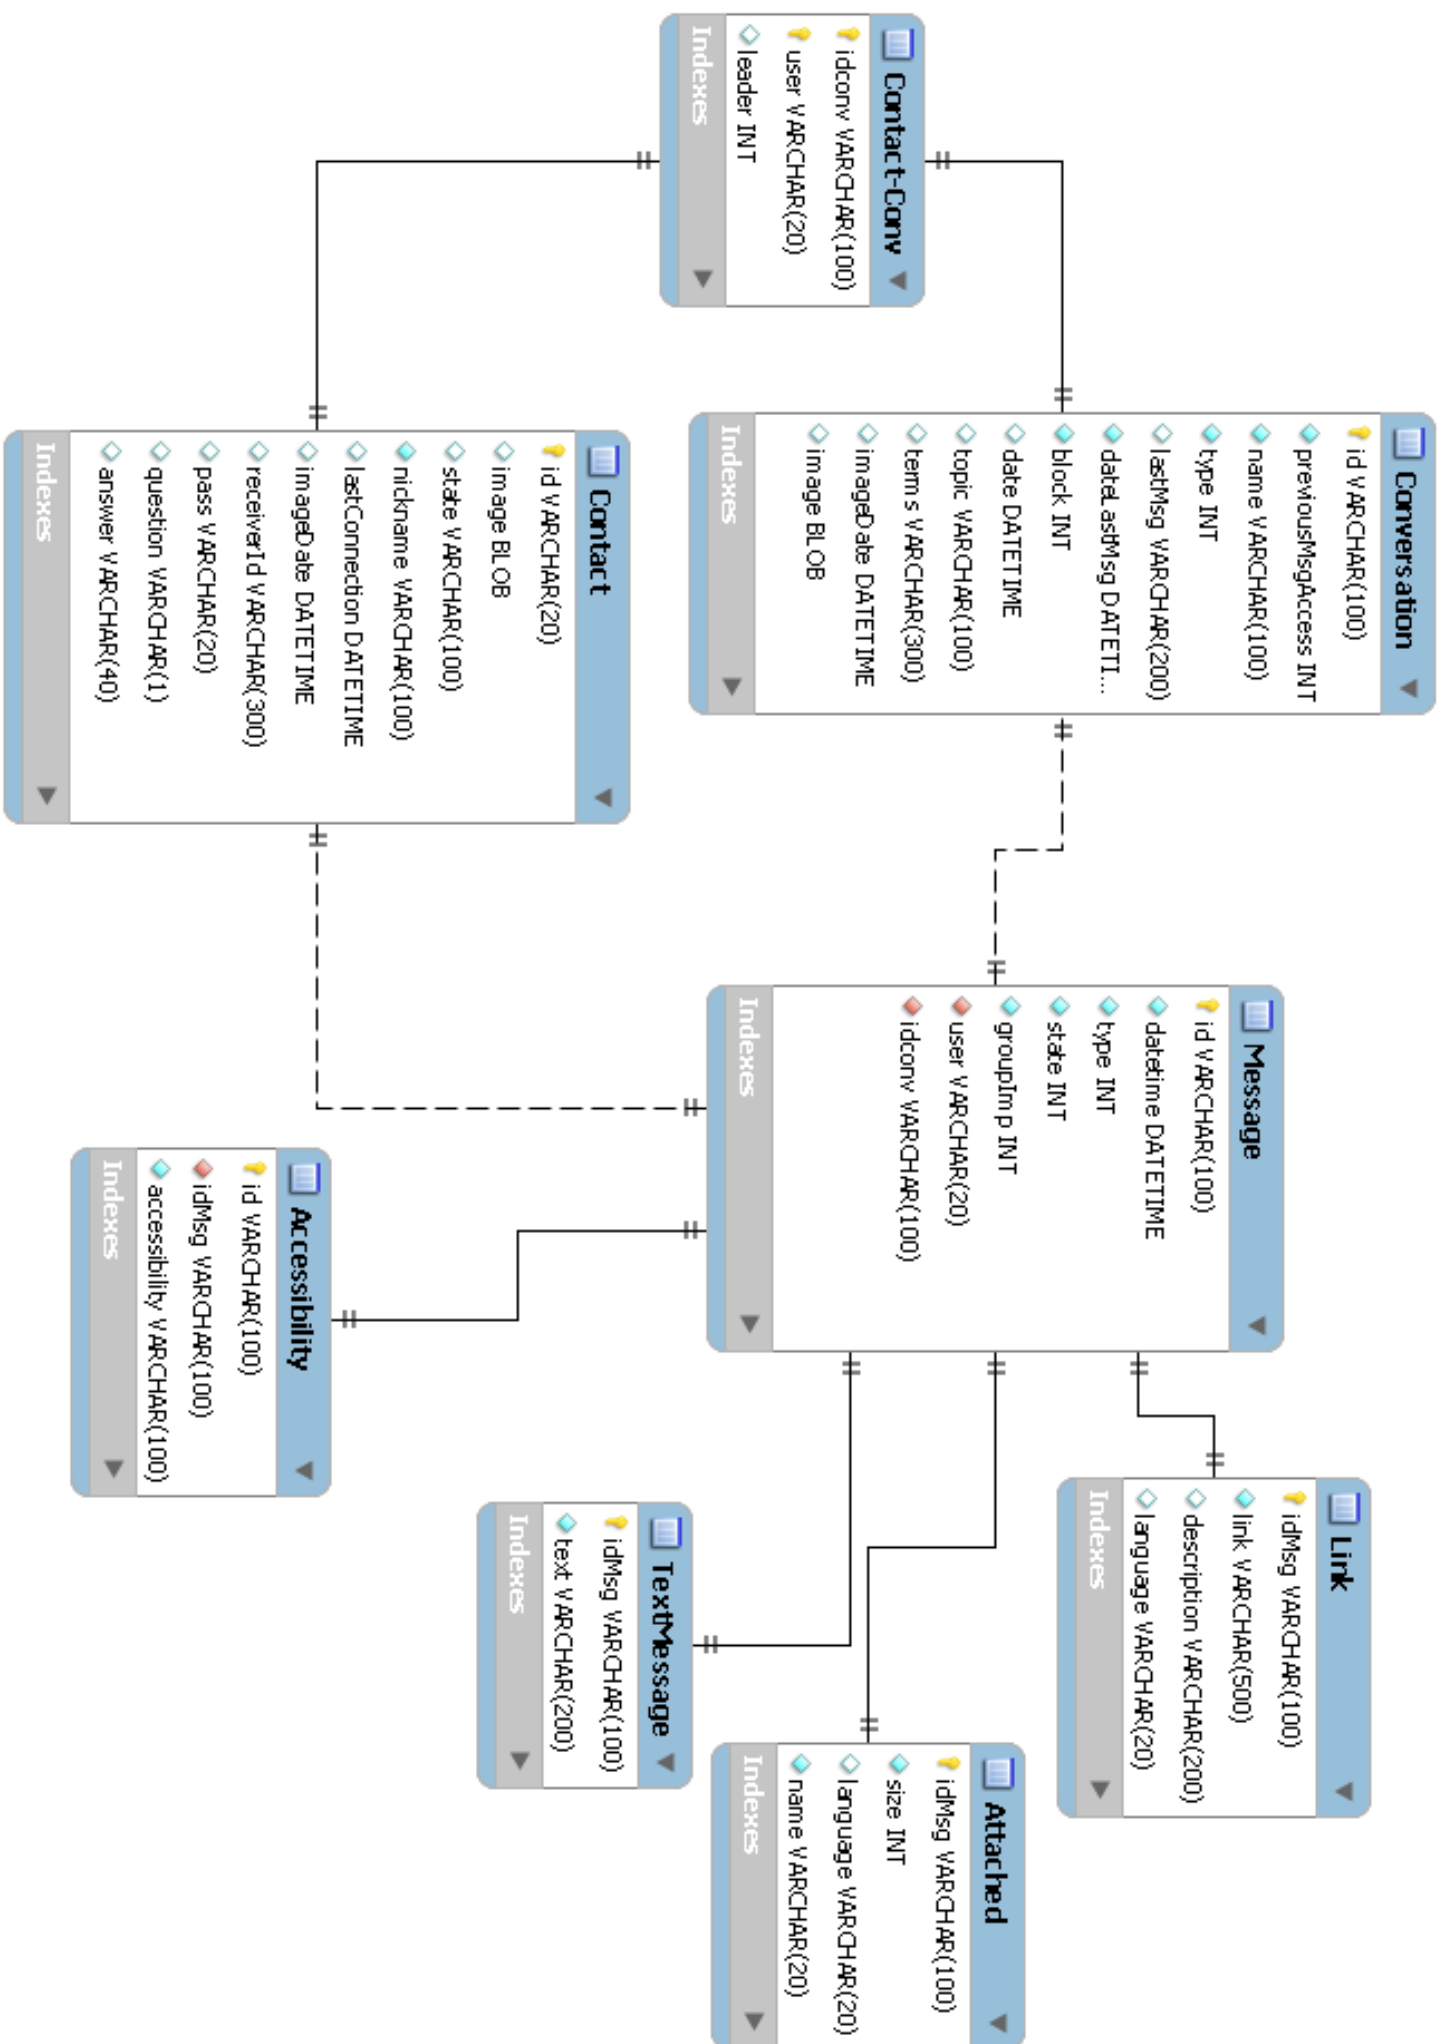 Contact-Conv
idconv VARCHAR(100)
user VARCHAR(20)
leader INT
Indexes
Conversation
id VARCHAR(100)
previousMsgAccess INT
name VARCHAR(100)
type INT
lastMsg VARCHAR(200)
dateLastMsg DATETI...
block INT
date DATETIME
topic VARCHAR(100)
terms VARCHAR(300)
imageDate DATETIME
image BLOB
Indexes
Contact
id VARCHAR(20)
image BLOB
state VARCHAR(100)
nickname VARCHAR(100)
lastConnection DATETIME
imageDate DATETIME
receiverId VARCHAR(300)
pass VARCHAR(20)
question VARCHAR(1)
answer VARCHAR(40)
Indexes
Message
id VARCHAR(100)
datetime DATETIME
type INT
state INT
groupImp INT
user VARCHAR(20)
idconv VARCHAR(100)
Indexes
Accessibility
id VARCHAR(100)
idMsg VARCHAR(100)
accessibility VARCHAR(100)
Indexes
Link
idMsg VARCHAR(100)
link VARCHAR(500)
description VARCHAR(200)
language VARCHAR(20)
Indexes
TextMessage
idMsg VARCHAR(100)
text VARCHAR(200)
Indexes
Attached
idMsg VARCHAR(100)
size INT
language VARCHAR(20)
name VARCHAR(20)
Indexes